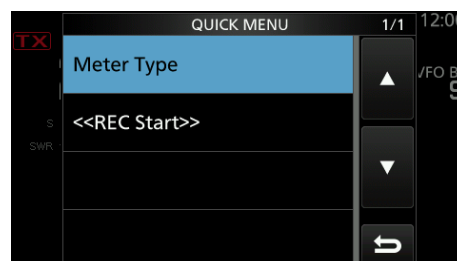 QUICK MENU 1/1
12:0
TX
Meter Type
VFO B
<<REC Start>>
S
SWR